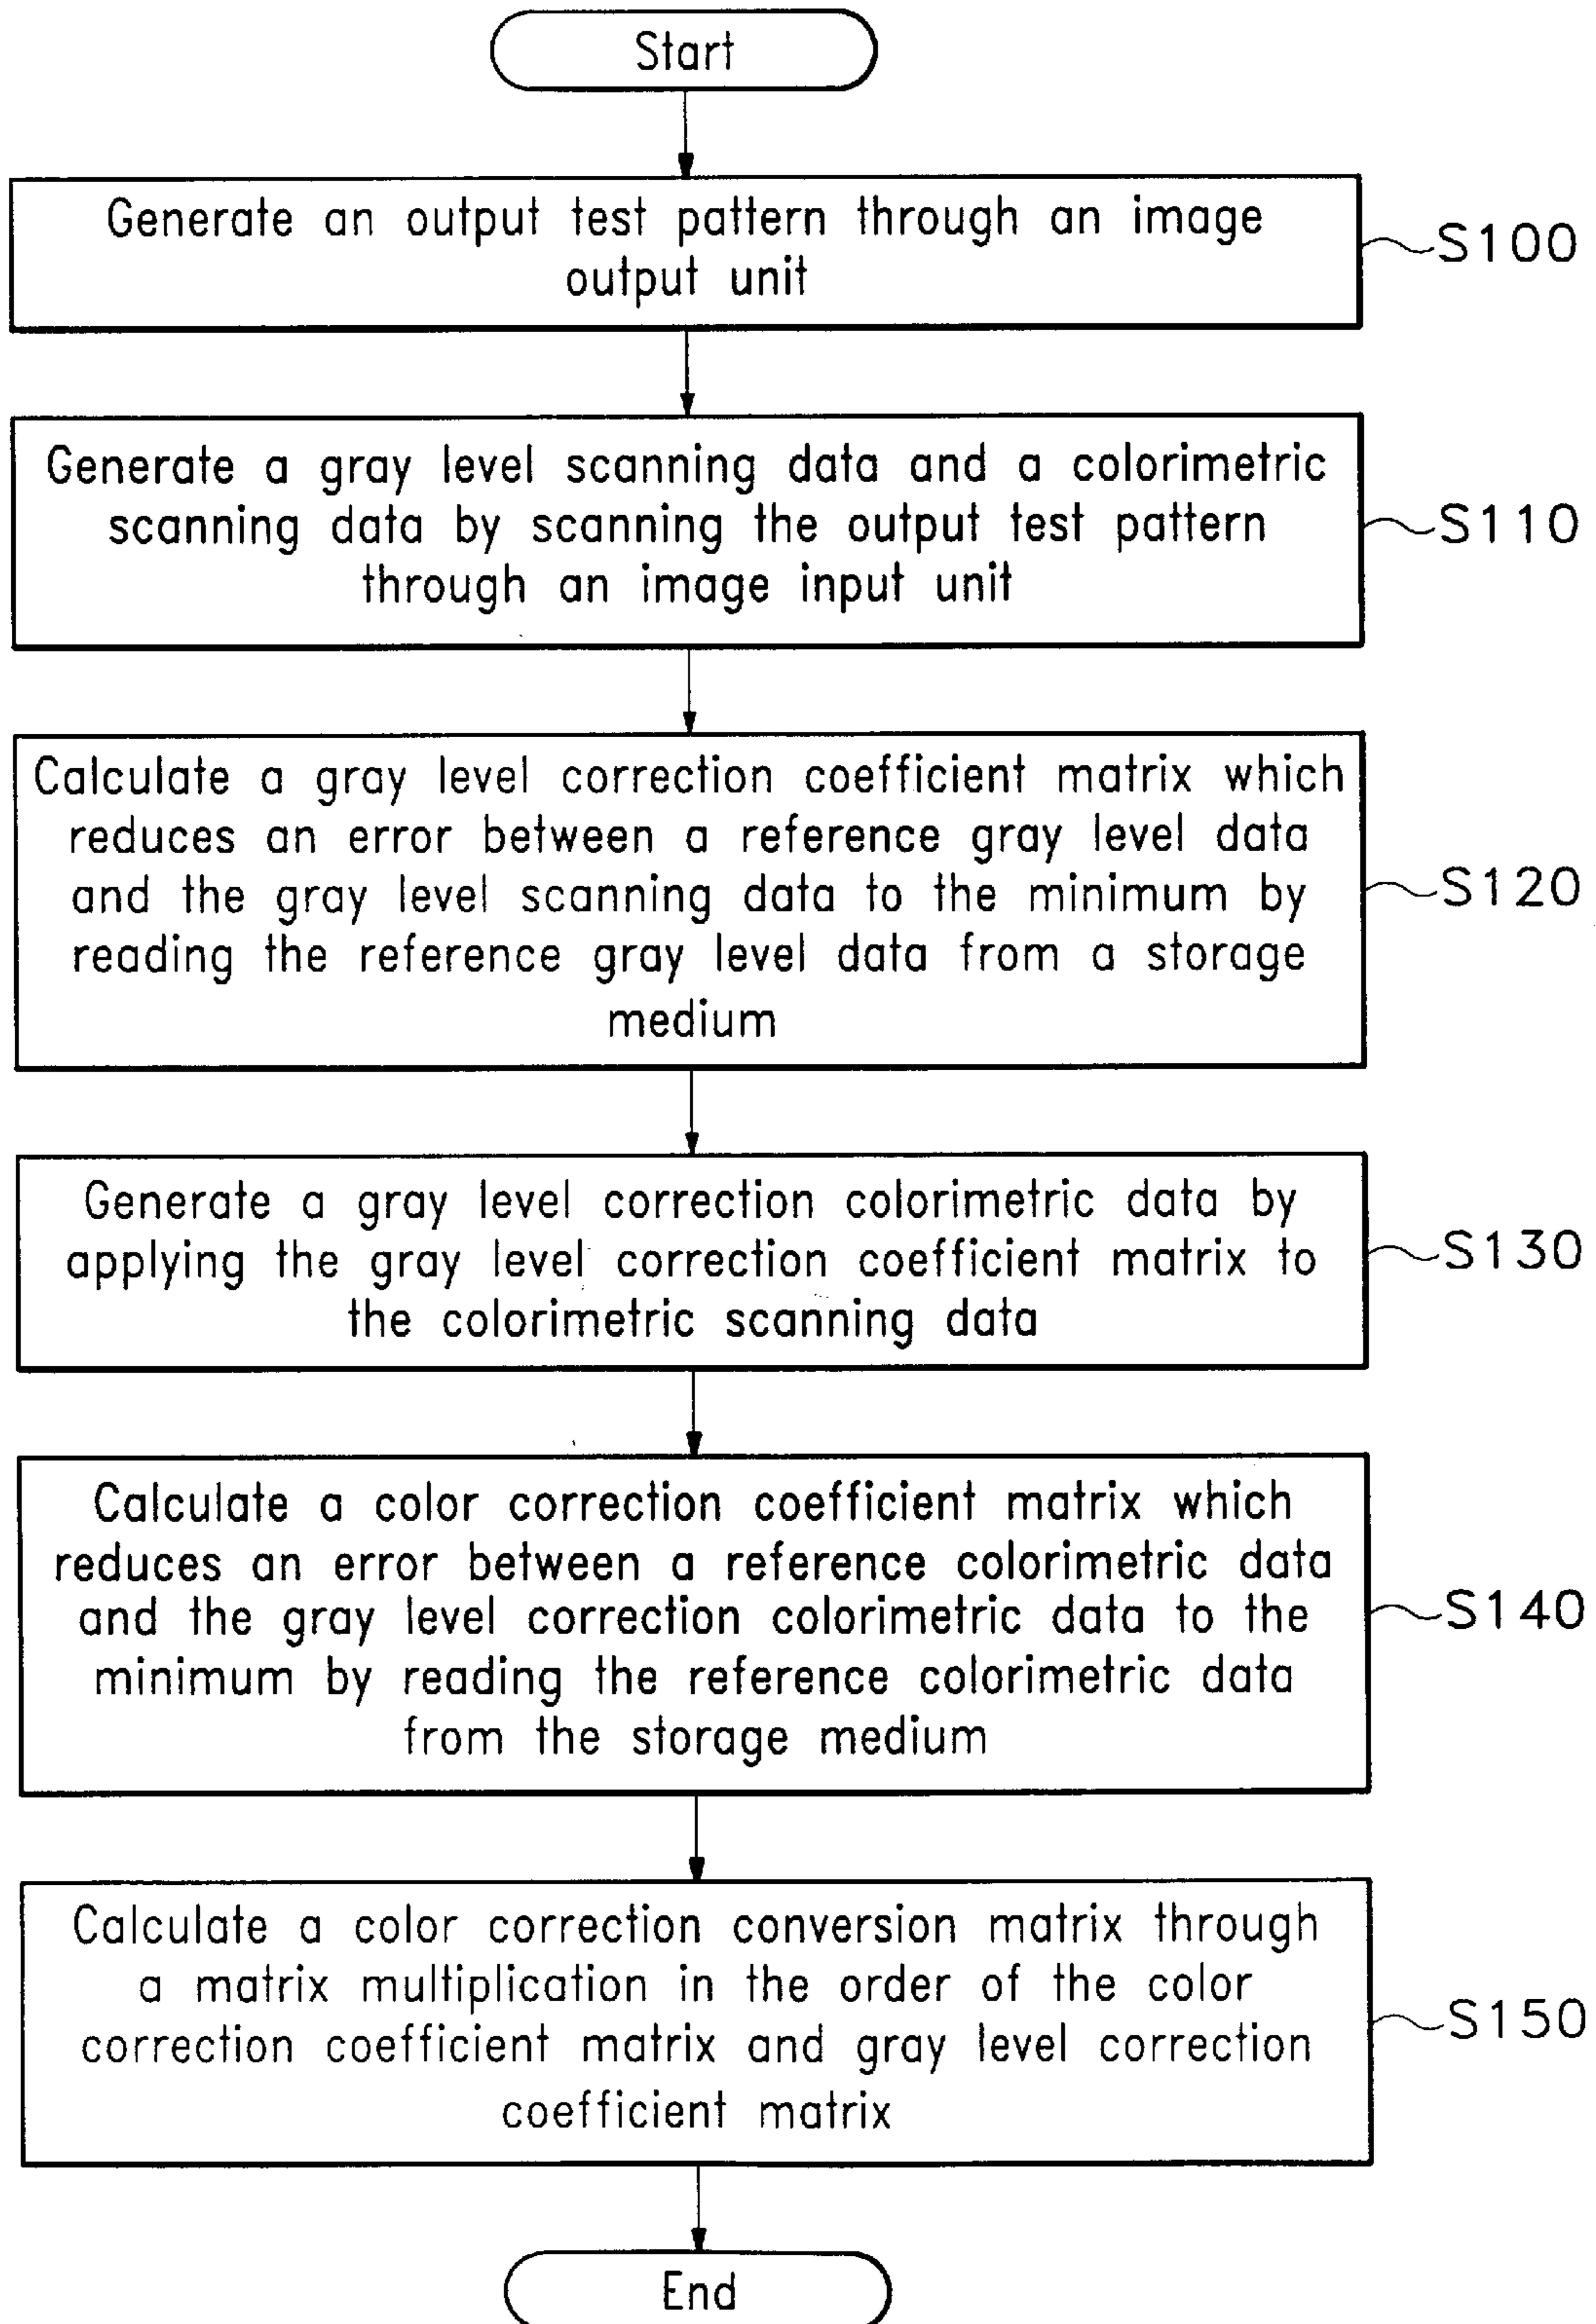 Start
Generate an output test pattern through an image
output unit
S100
Generate a gray level scanning data and a colorimetric
scanning data by scanning the output test pattern
through an image input unit
S110
Calculate a gray level correction coefficient matrix which
reduces an error between a reference gray level data
and the gray level scanning data to the minimum by
reading the reference gray level data from a storage
medium
S120
Generate a gray level correction colorimetric data by
applying the gray level correction coefficient matrix to
the colorimetric scanning data
S130
Calculate a color correction coefficient matrix which
reduces an error between a reference colorimetric data
and the gray level correction colorimetric data to the
minimum by reading the reference colorimetric data
from the storage medium
S140
Calculate a color correction conversion matrix through
a matrix multiplication in the order of the color
correction coefficient matrix and gray level correction
coefficient matrix
S150
End